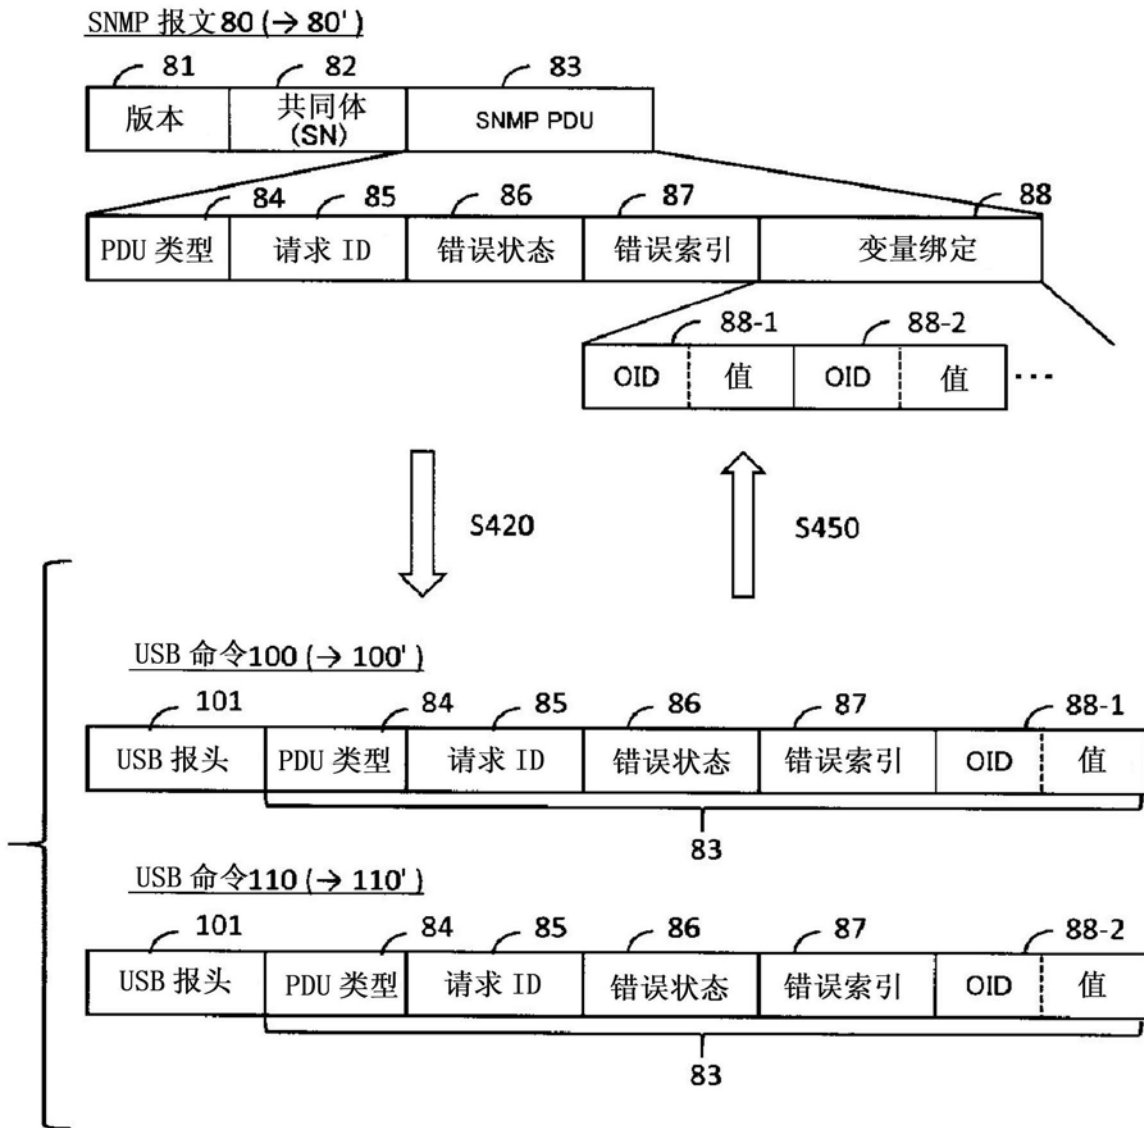 SNMP 报文80 (→ 80')
81 82 83
版本 共同体(SN) SNMP PDU
84 85 86 87 88
PDU 类型 请求 ID 错误状态 错误索引 变量绑定
88-1 88-2
OID 值 OID 值 ···
S420 S450
USB 命令100 (→ 100')
101 84 85 86 87 88-1
USB 报头 PDU 类型 请求 ID 错误状态 错误索引 OID 值
83
USB 命令110 (→ 110')
101 84 85 86 87 88-2
USB 报头 PDU 类型 请求 ID 错误状态 错误索引 OID 值
83